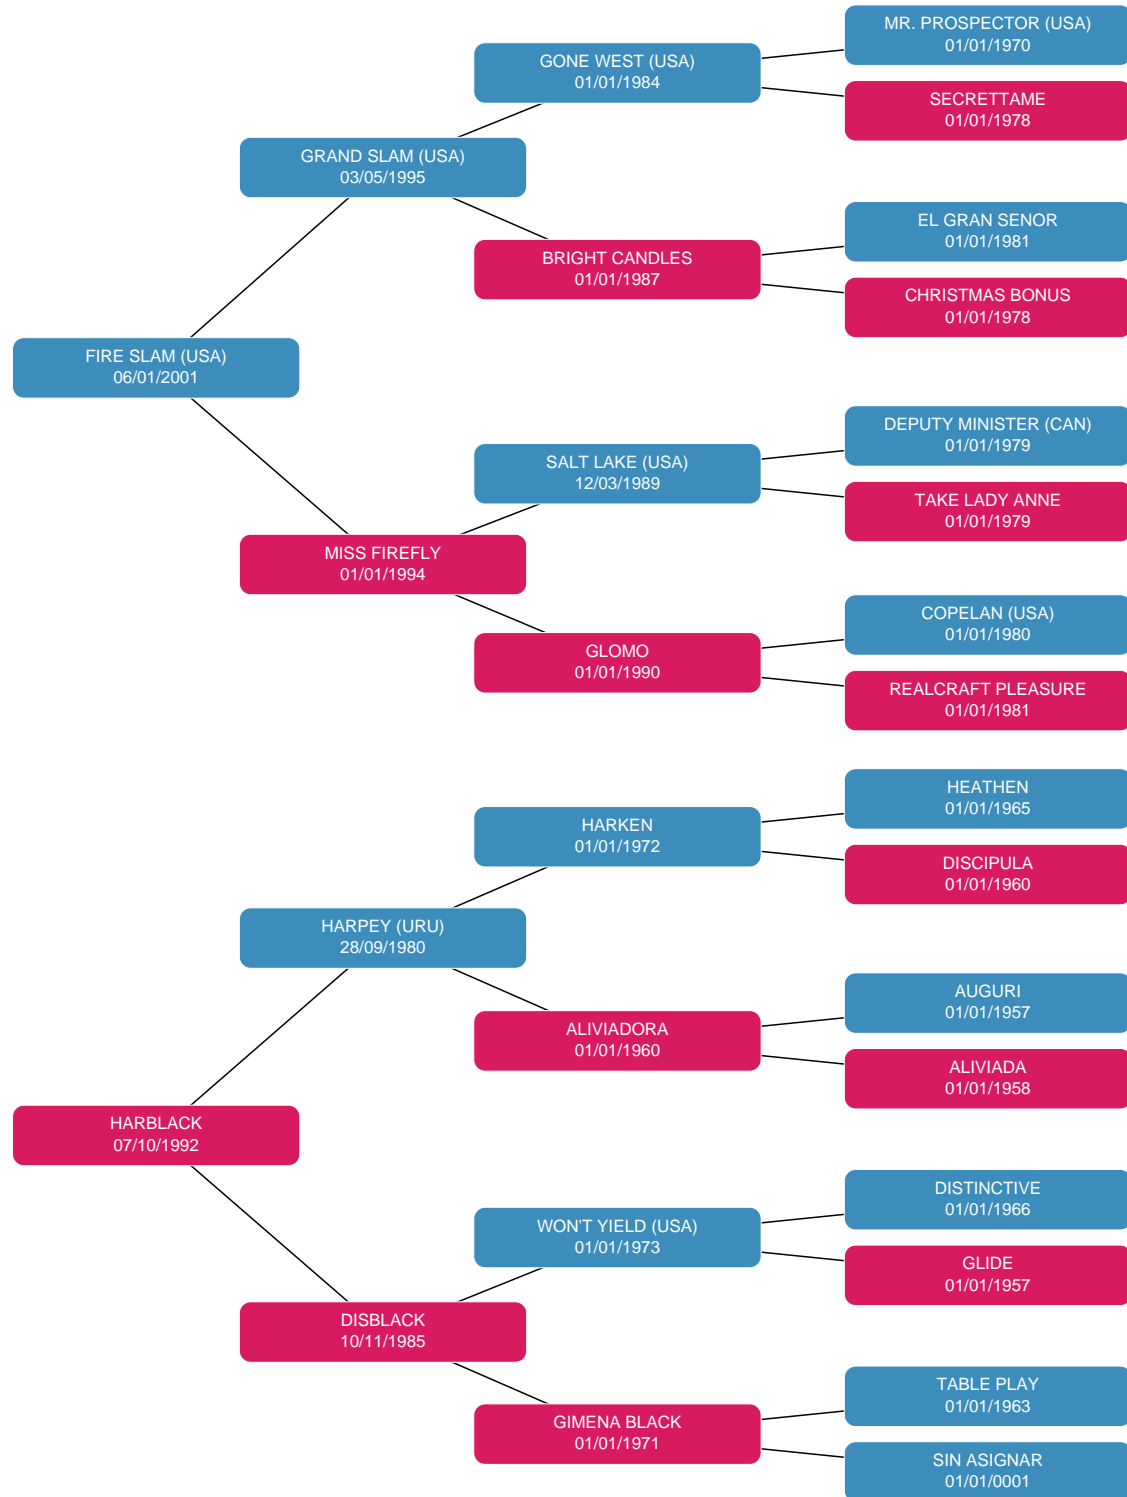 MR. PROSPECTOR (USA)
01/01/1970
GONE WEST (USA)
01/01/1984
SECRETTAME
01/01/1978
GRAND SLAM (USA)
03/05/1995
EL GRAN SENOR
01/01/1981
BRIGHT CANDLES
01/01/1987
CHRISTMAS BONUS
01/01/1978
FIRE SLAM (USA)
06/01/2001
DEPUTY MINISTER (CAN)
01/01/1979
SALT LAKE (USA)
12/03/1989
TAKE LADY ANNE
01/01/1979
MISS FIREFLY
01/01/1994
COPELAN (USA)
01/01/1980
GLOMO
01/01/1990
REALCRAFT PLEASURE
01/01/1981
HEATHEN
01/01/1965
HARKEN
01/01/1972
DISCIPULA
01/01/1960
HARPEY (URU)
28/09/1980
AUGURI
01/01/1957
ALIVIADORA
01/01/1960
ALIVIADA
01/01/1958
HARBLACK
07/10/1992
DISTINCTIVE
01/01/1966
WON'T YIELD (USA)
01/01/1973
GLIDE
01/01/1957
DISBLACK
10/11/1985
TABLE PLAY
01/01/1963
GIMENA BLACK
01/01/1971
SIN ASIGNAR
01/01/0001